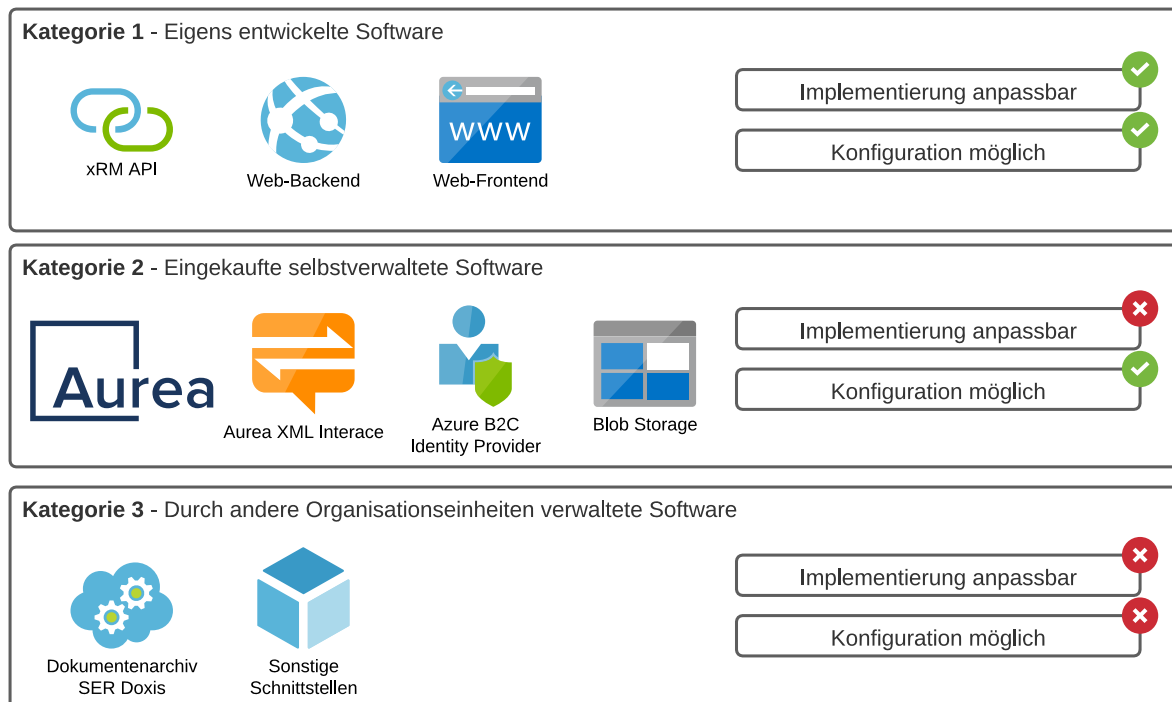 Kategorie 1 - Eigens entwickelte Software
xRM API
Web-Backend
WWW
Web-Frontend
Implementierung anpassbar
Konfiguration möglich
Kategorie 2 - Eingekaufte selbstverwaltete Software
Aurea
Aurea XML Interace
Azure B2C
Identity Provider
Blob Storage
Implementierung anpassbar
Konfiguration möglich
Kategorie 3 - Durch andere Organisationseinheiten verwaltete Software
Dokumentenarchiv
SER Doxis
Sonstige
Schnittstellen
Implementierung anpassbar
Konfiguration möglich